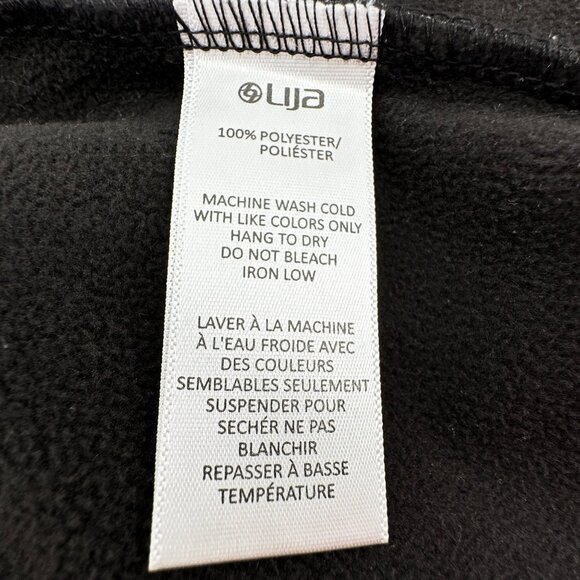 Lija
100% POLYESTER/
POLIÉSTER
MACHINE WASH COLD
WITH LIKE COLORS ONLY
HANG TO DRY
DO NOT BLEACH
IRON LOW
LAVER À LA MACHINE
À L'EAU FROIDE AVEC
DES COULEURS
SEMBLABLES SEULEMENT
SUSPENDER POUR
SECHÉR NE PAS
BLANCHIR
REPASSER À BASSE
TEMPÉRATURE